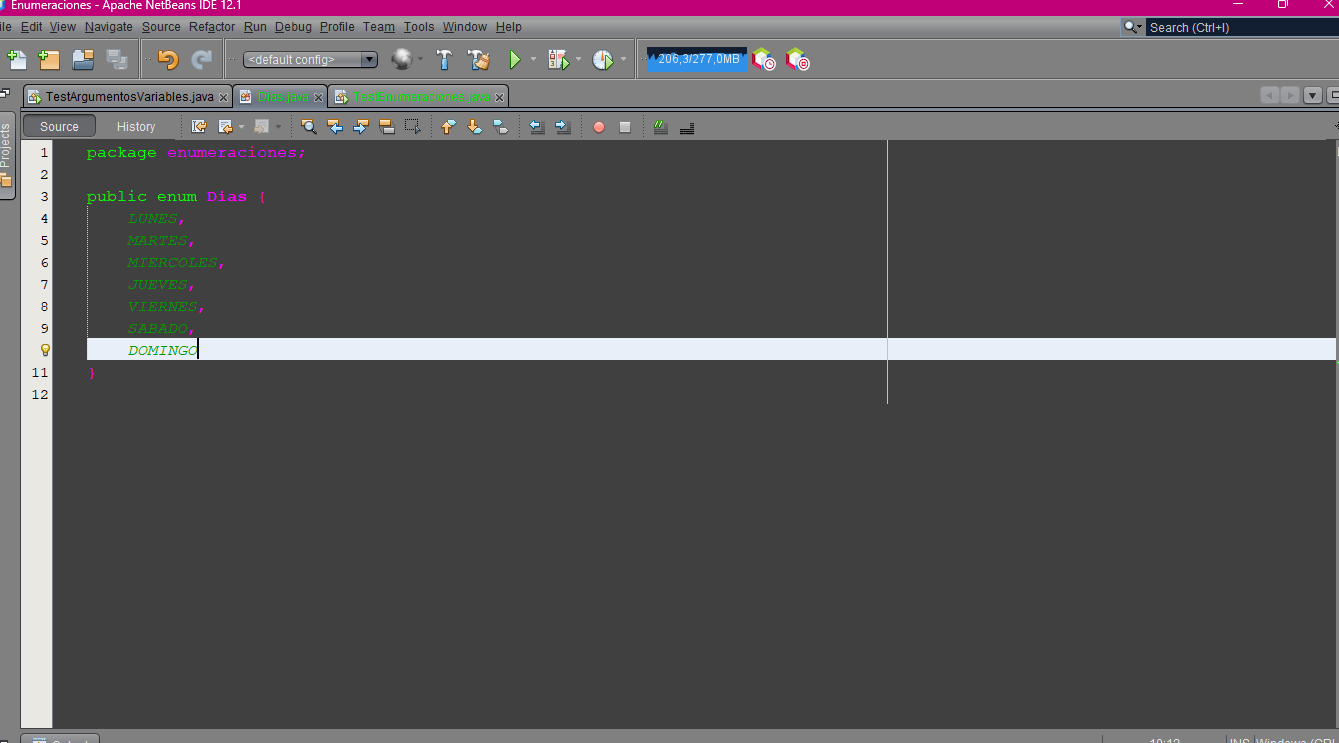 Enumeraciones - Apache NetBeans IDE 12.1
ile Edit View Navigate Source Refactor Run Debug Profile Team Tools Window Help
Search (Ctrl+I)
<default config>
206,3/277,0MB
TestArgumentosVariables.java Dias.java TestEnumeraciones.java
Projects
Source History
1 package enumeraciones;
2
3 public enum Dias {
4 LUNES,
5 MARTES,
6 MIERCOLES,
7 JUEVES,
8 VIERNES,
9 SABADO,
DOMINGO
11 }
12
10:12 INS